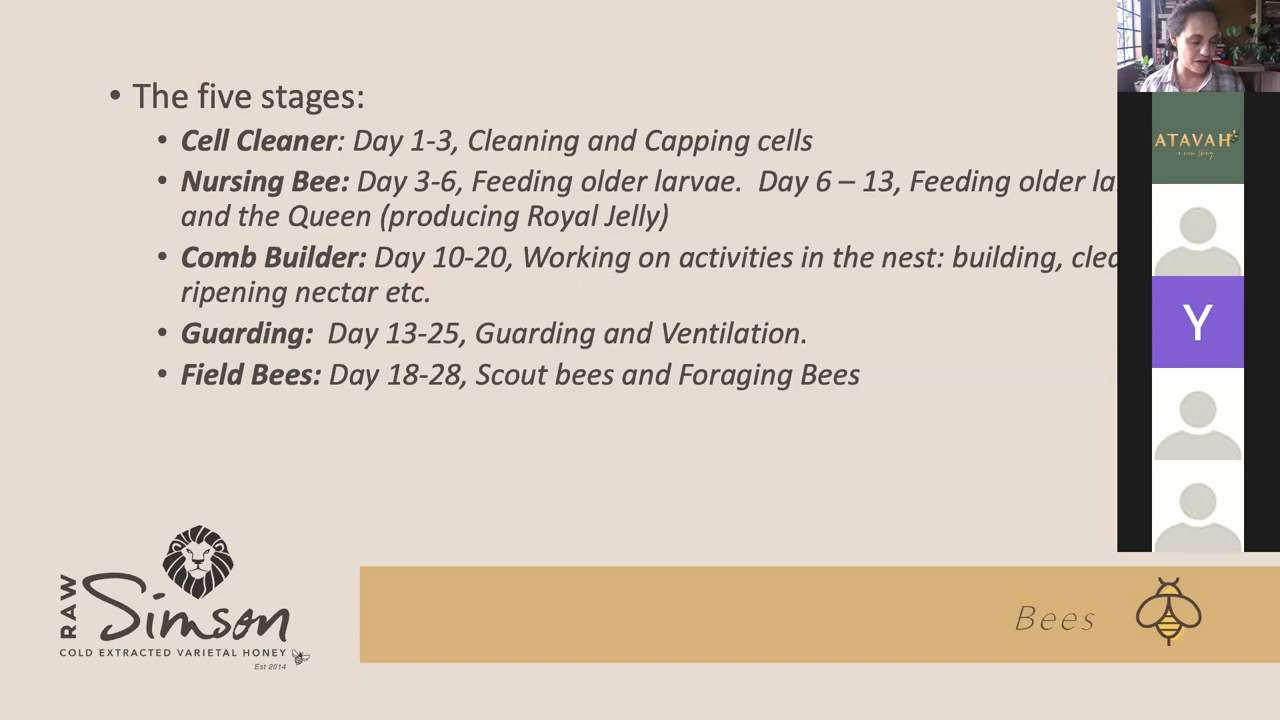 • The five stages:
• Cell Cleaner: Day 1-3, Cleaning and Capping cells
• Nursing Bee: Day 3-6, Feeding older larvae.  Day 6 – 13, Feeding older
and the Queen (producing Royal Jelly)
• Comb Builder: Day 10-20, Working on activities in the nest: building,
ripening nectar etc.
• Guarding:  Day 13-25, Guarding and Ventilation.
• Field Bees: Day 18-28, Scout bees and Foraging Bees
ATAVAH
Y
RAW
Simson
COLD EXTRACTED VARIETAL HONEY
Est 2014
Bees